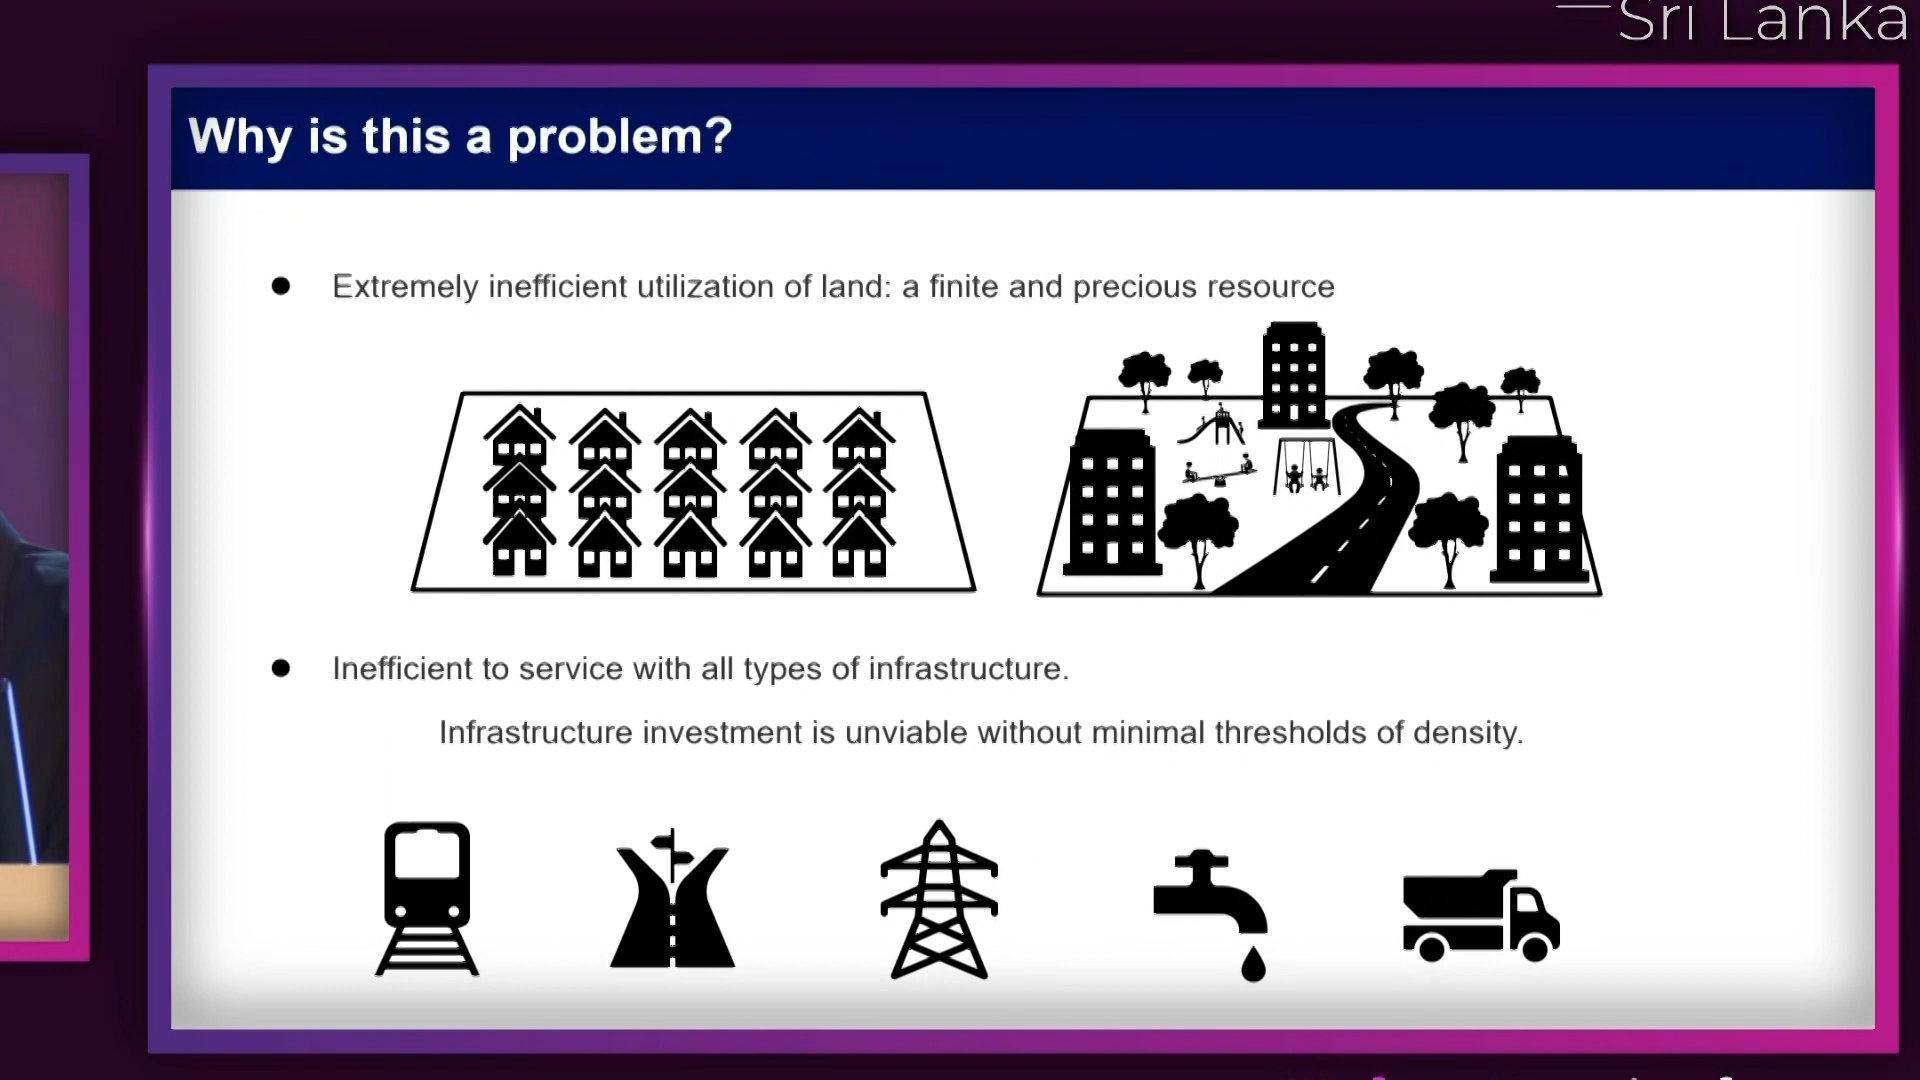 Sri Lanka
Why is this a problem?
● Extremely inefficient utilization of land: a finite and precious resource
● Inefficient to service with all types of infrastructure.
Infrastructure investment is unviable without minimal thresholds of density.